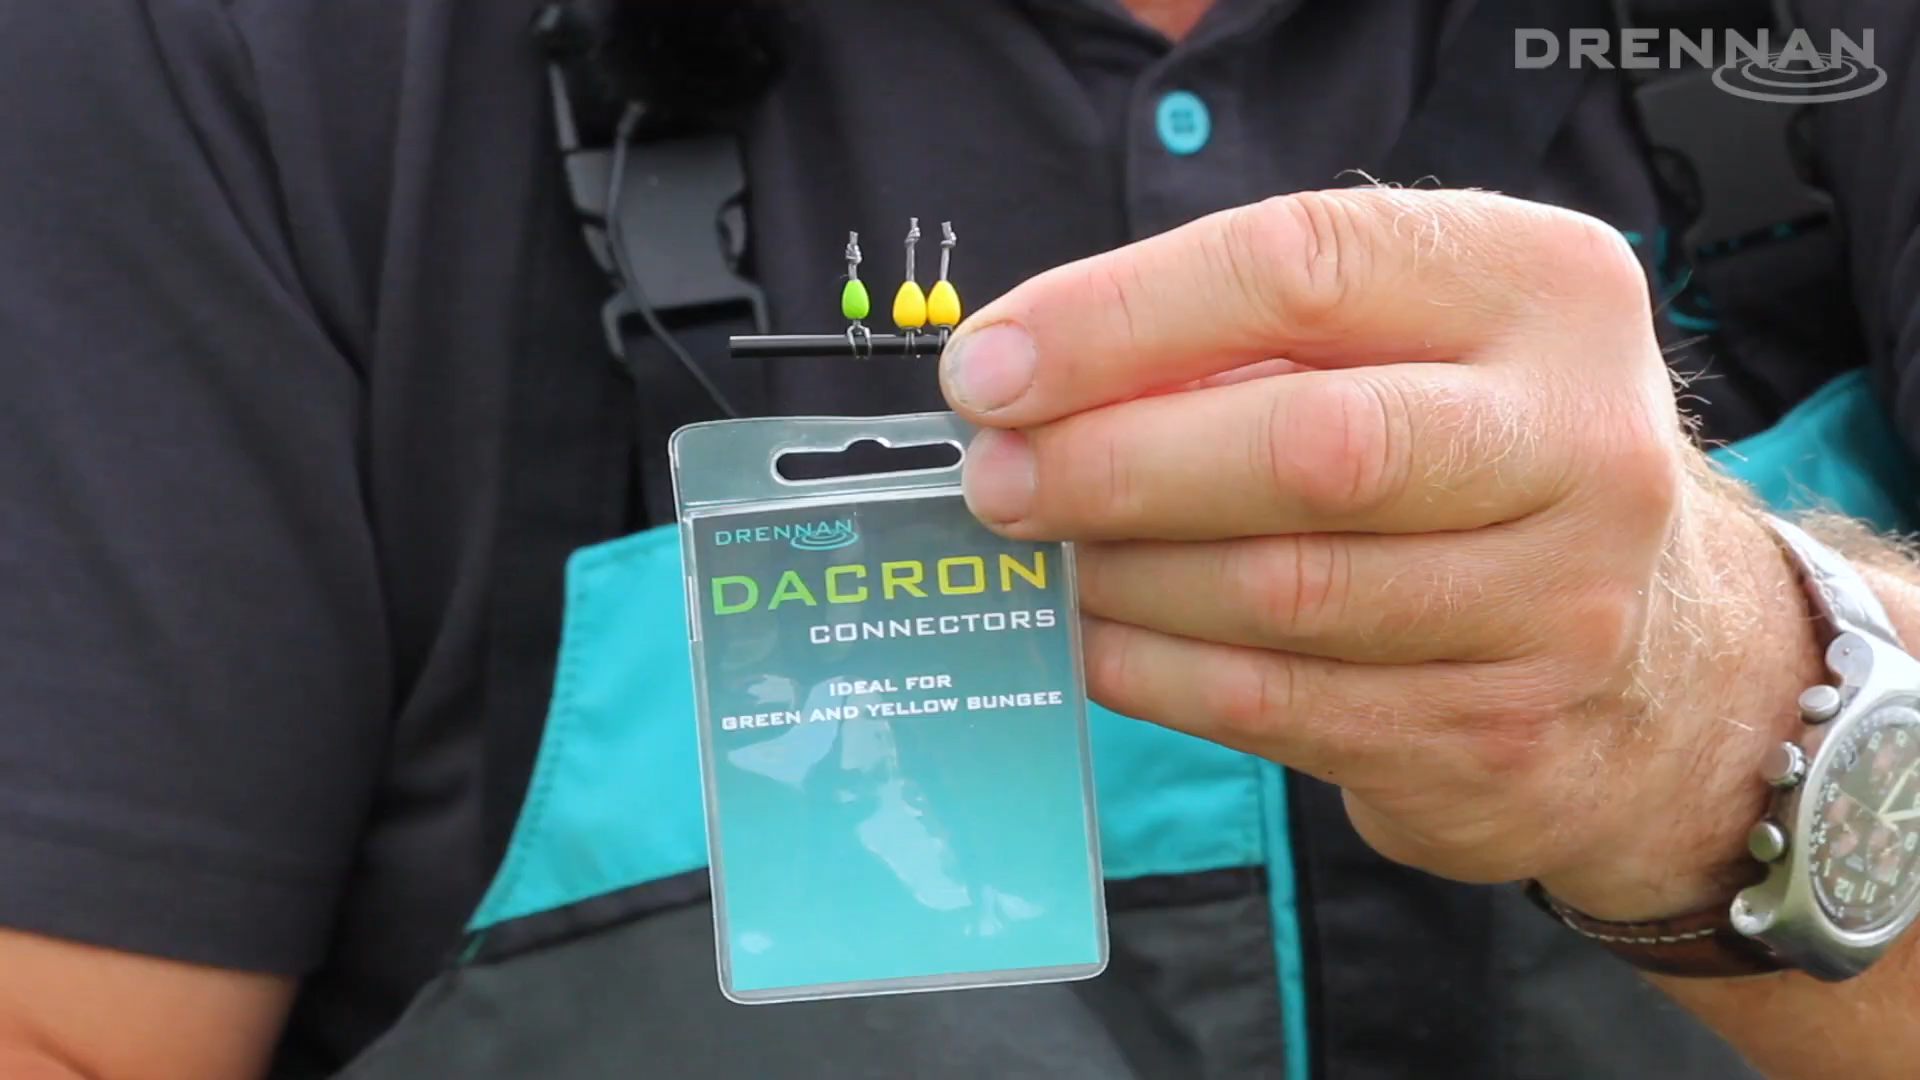 DRENNAN
DRENNAN
DACRON
CONNECTORS
IDEAL FOR
GREEN AND YELLOW BUNGEE